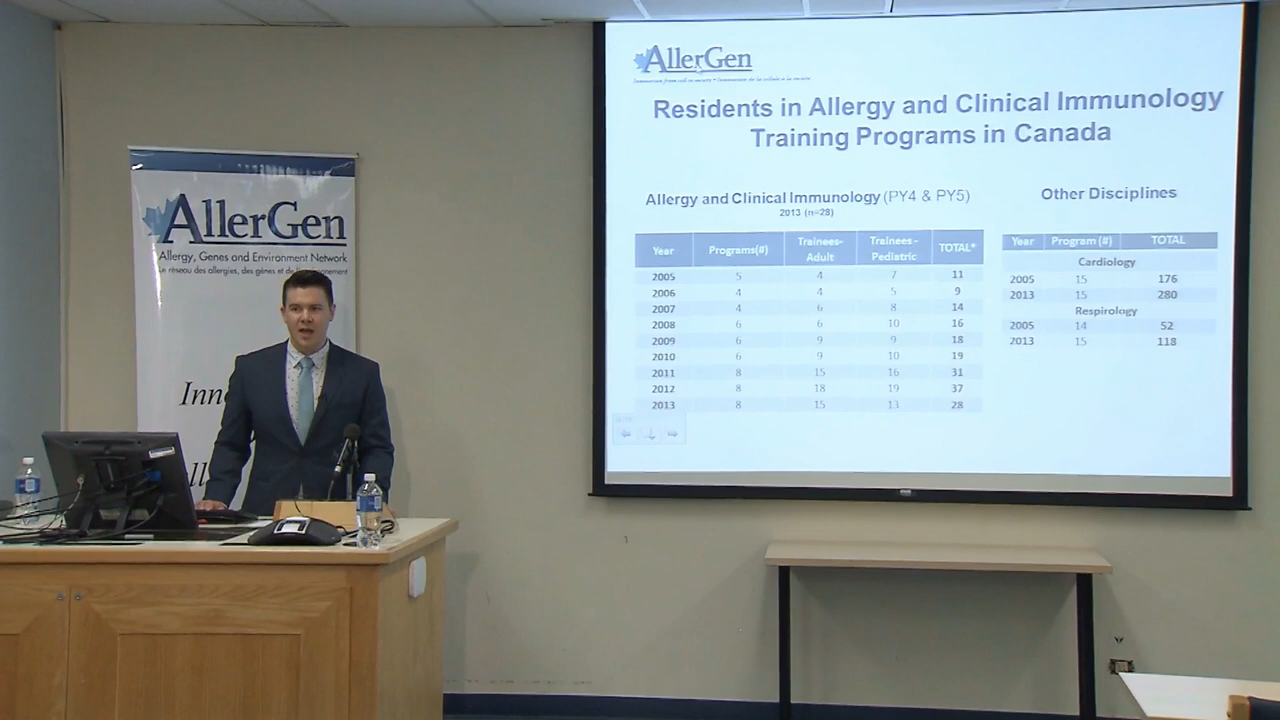 AllerGen
Allergy, Genes and Environment Network
Le réseau des allergies, des gènes et de l'environnement
Inn
AllerGen
Residents in Allergy and Clinical Immunology
Training Programs in Canada
Allergy and Clinical Immunology (PY4 & PY5)
2013 (n=28)
Year Programs(#) Trainees-Adult Trainees - Pediatric TOTAL*
2005 5 4 7 11
2006 4 4 5 9
2007 4 6 8 14
2008 6 6 10 16
2009 6 9 9 18
2010 6 9 10 19
2011 8 15 16 31
2012 8 18 19 37
2013 8 15 13 28
Other Disciplines
Year Program (#) TOTAL
Cardiology
2005 15 176
2013 15 280
Respirology
2005 14 52
2013 15 118